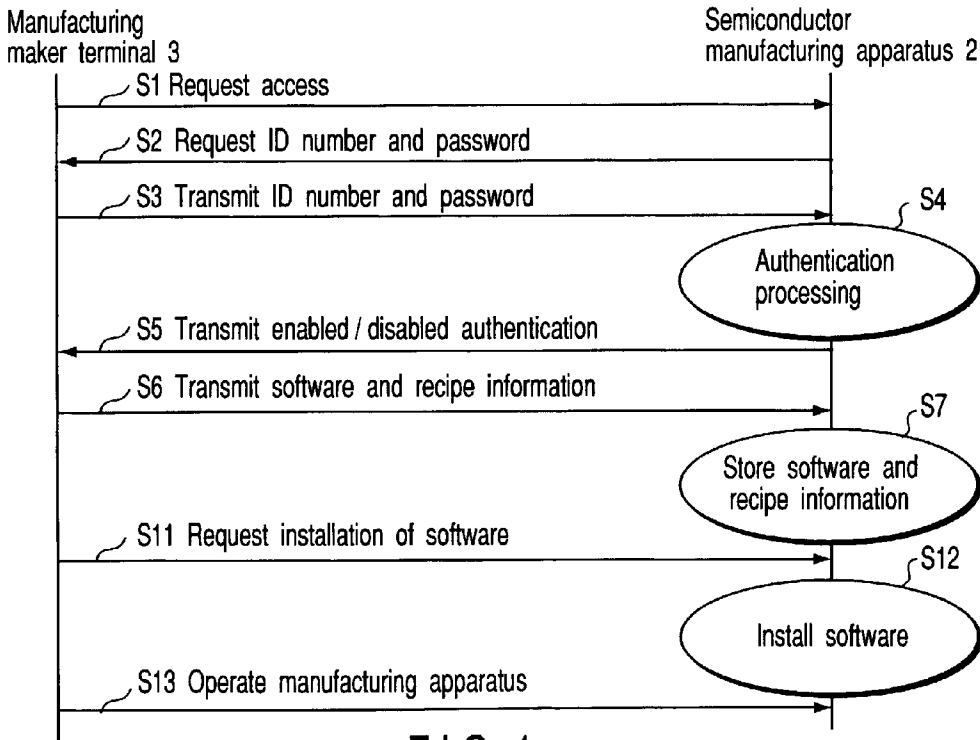 Manufacturing
maker terminal 3
Semiconductor
manufacturing apparatus 2
S1 Request access
S2 Request ID number and password
S3 Transmit ID number and password
S4
Authentication
processing
S5 Transmit enabled / disabled authentication
S6 Transmit software and recipe information
S7
Store software and
recipe information
S11 Request installation of software
S12
Install software
S13 Operate manufacturing apparatus